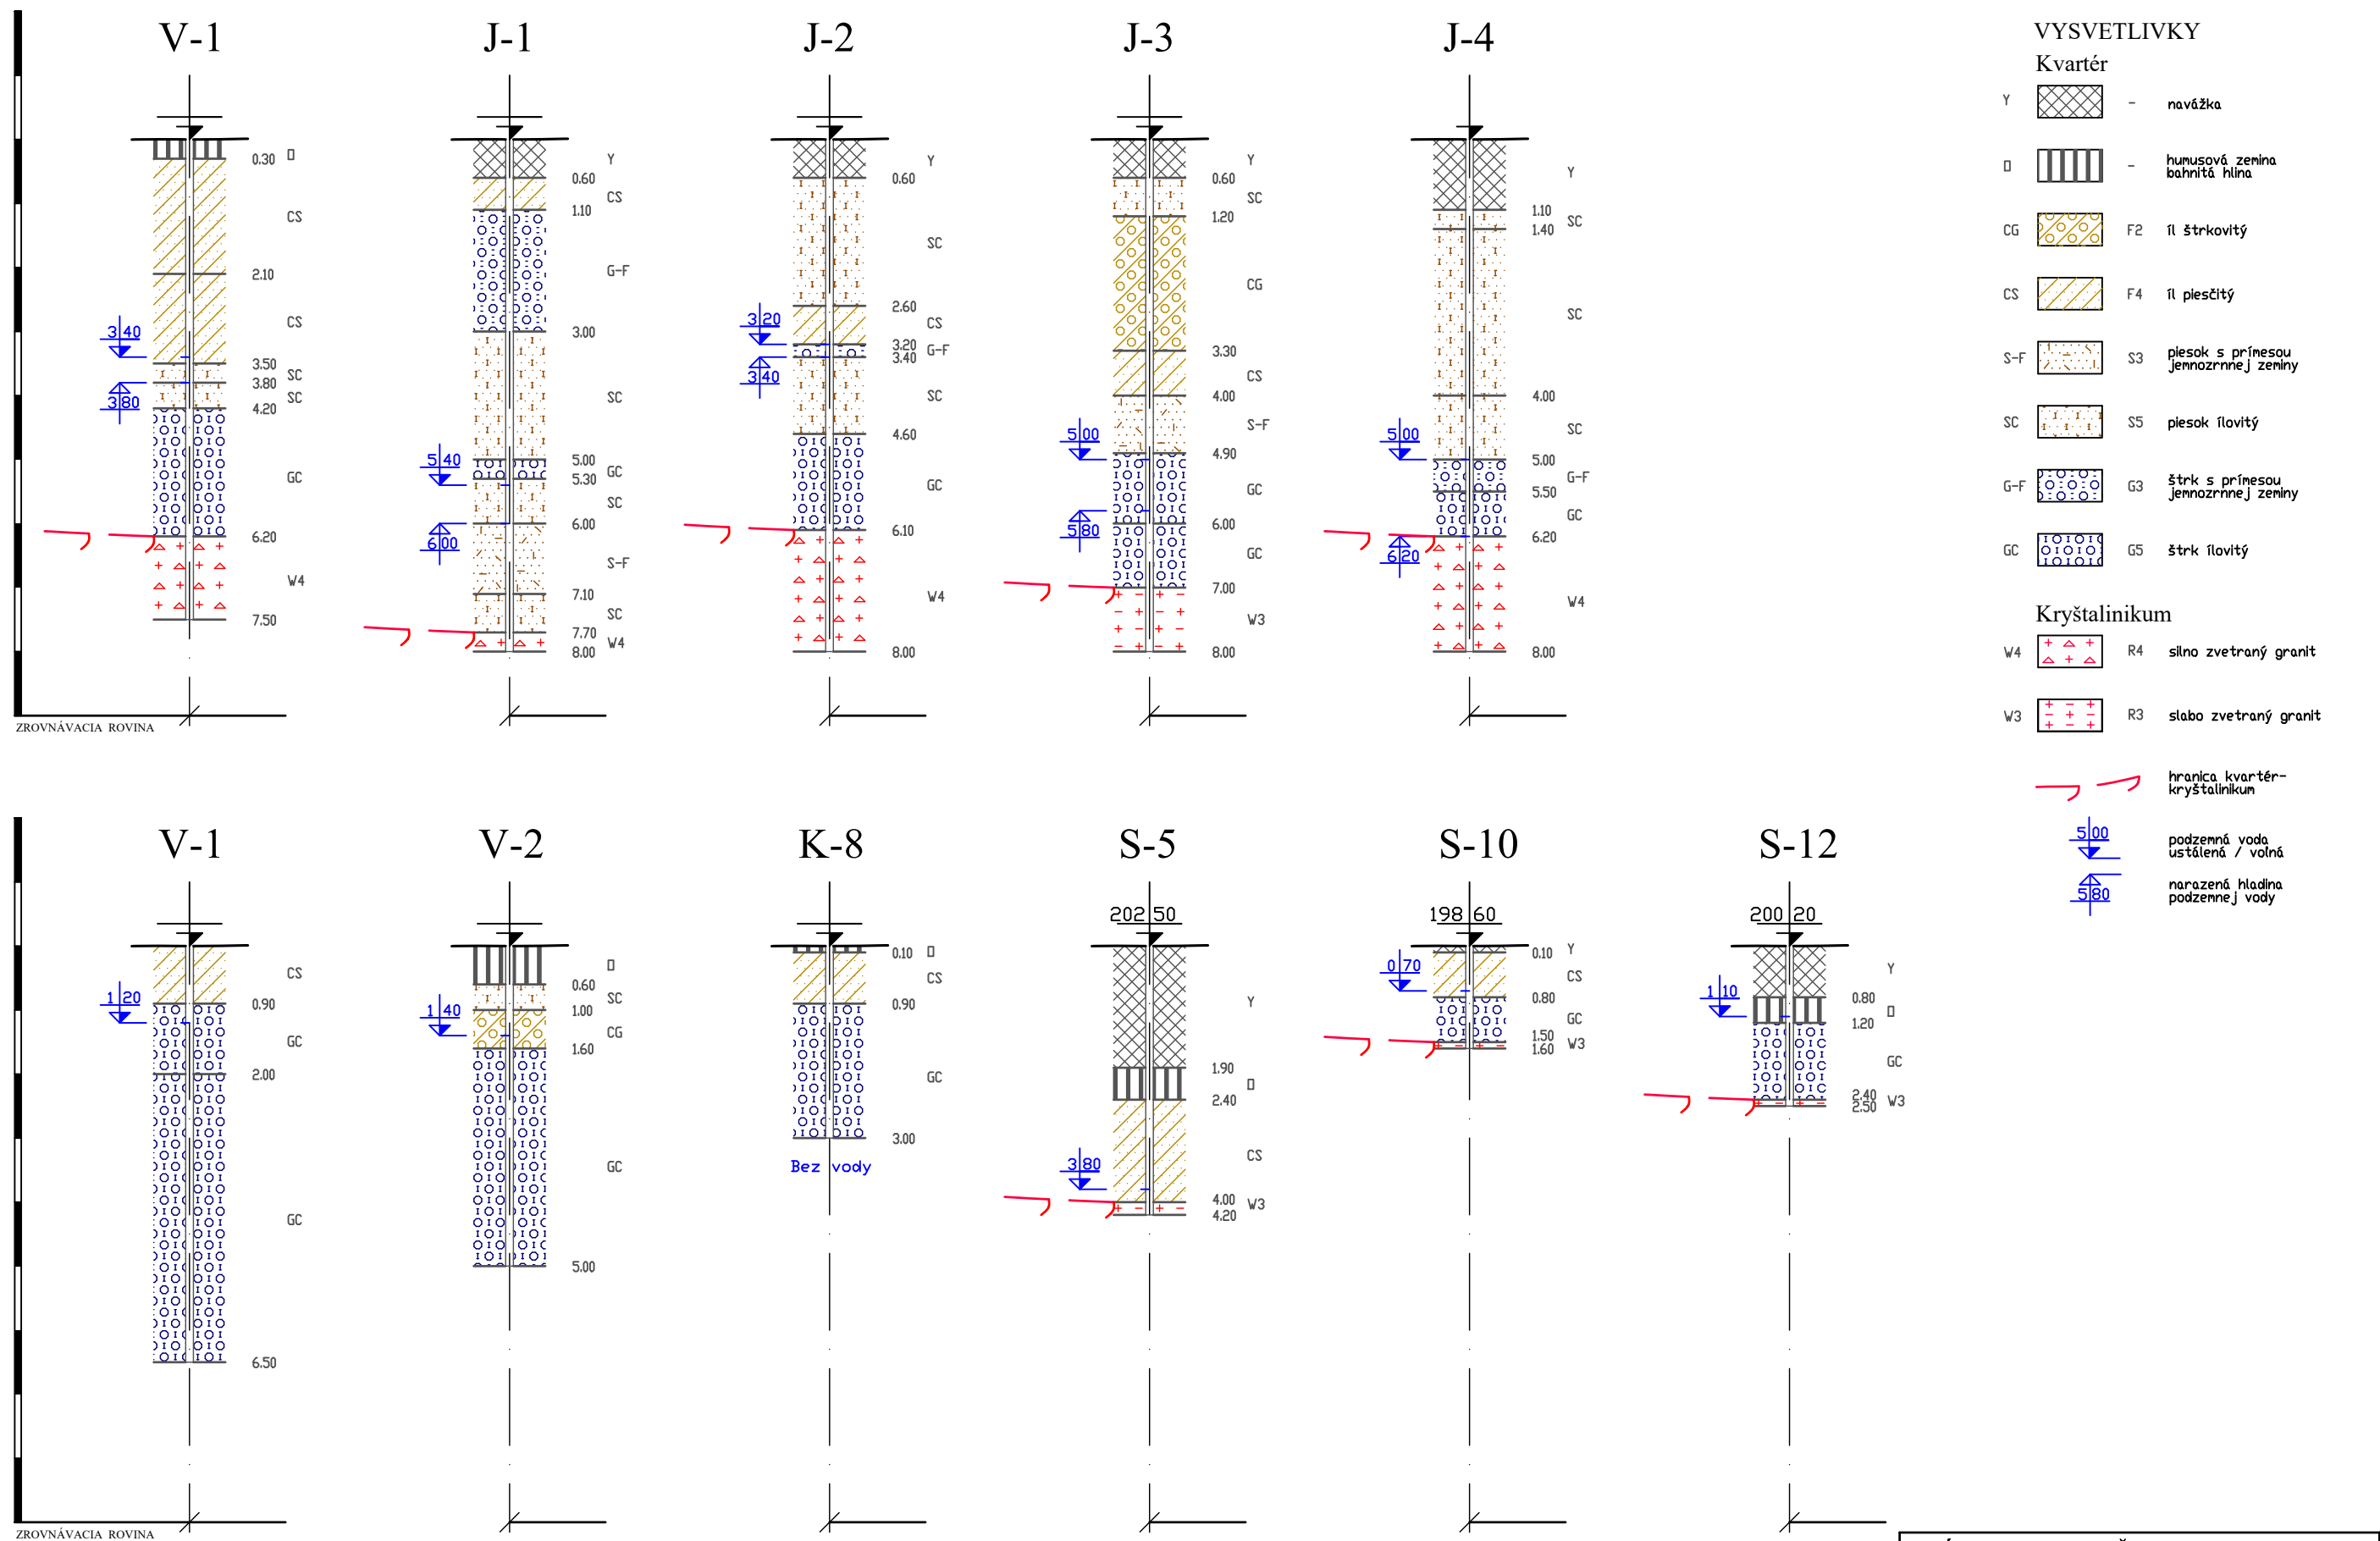 V-1
0.30
2.10
CS
CS
3.50
SC
3.80
SC
4.20
GC
6.20
W4
7.50
3 40
3 80
ZROVNÁVACIA ROVINA
J-1
Y
0.60
CS
1.10
G-F
3.00
SC
5.00
GC
5.30
SC
6.00
S-F
7.10
SC
7.70
W4
8.00
5 40
6 00
J-2
Y
0.60
SC
2.60
CS
3.20
G-F
3.40
SC
4.60
GC
6.10
W4
8.00
3 20
3 40
J-3
Y
0.60
SC
1.20
CG
3.30
CS
4.00
S-F
4.90
GC
6.00
GC
7.00
W3
8.00
5 00
5 80
J-4
Y
1.10
SC
1.40
SC
4.00
SC
5.00
G-F
5.50
GC
6.20
W4
8.00
5 00
6 20
V-1
CS
0.90
GC
2.00
GC
6.50
1 20
ZROVNÁVACIA ROVINA
V-2
0.60
SC
1.00
CG
1.60
GC
5.00
1 40
K-8
0.10
CS
0.90
GC
3.00
Bez vody
S-5
202 50
Y
1.90
2.40
CS
4.00
W3
4.20
3 80
S-10
198 60
Y
0.10
CS
0.80
GC
1.50
W3
1.60
0 70
S-12
200 20
Y
0.80
1.20
GC
2.40
W3
2.50
1 10
VYSVETLIVKY
Kvartér
Y - navážka
- humusová zemina
bahnitá hlina
CG F2 íl štrkovitý
CS F4 íl piesčitý
S-F S3 piesok s prímesou
jemnozrnnej zeminy
SC S5 piesok ílovitý
G-F G3 štrk s prímesou
jemnozrnnej zeminy
GC G5 štrk ílovitý
Kryštalinikum
W4 R4 silno zvetraný granit
W3 R3 slabo zvetraný granit
hranica kvartér-
kryštalinikum
5 00 podzemná voda
ustálená / voľná
5 80 narazená hladina
podzemnej vody